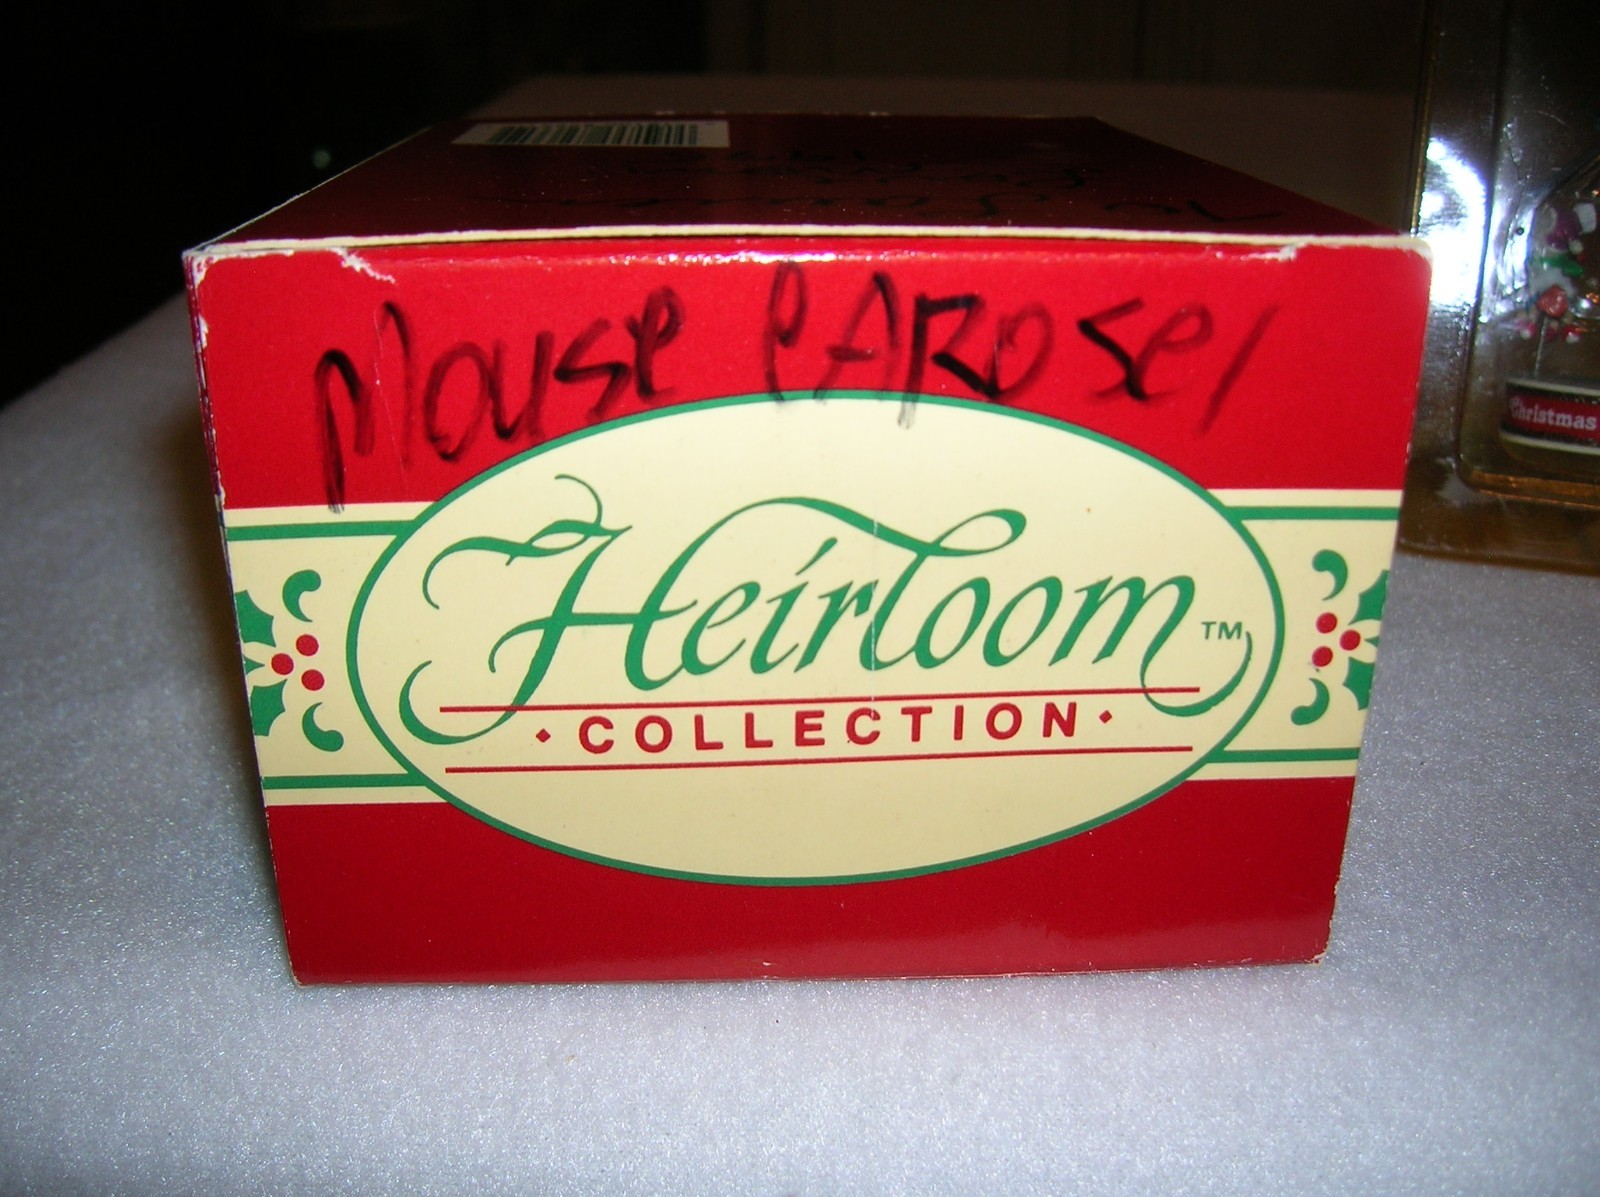 Mouse CAROSel
Heirloom™
• COLLECTION •
Christmas